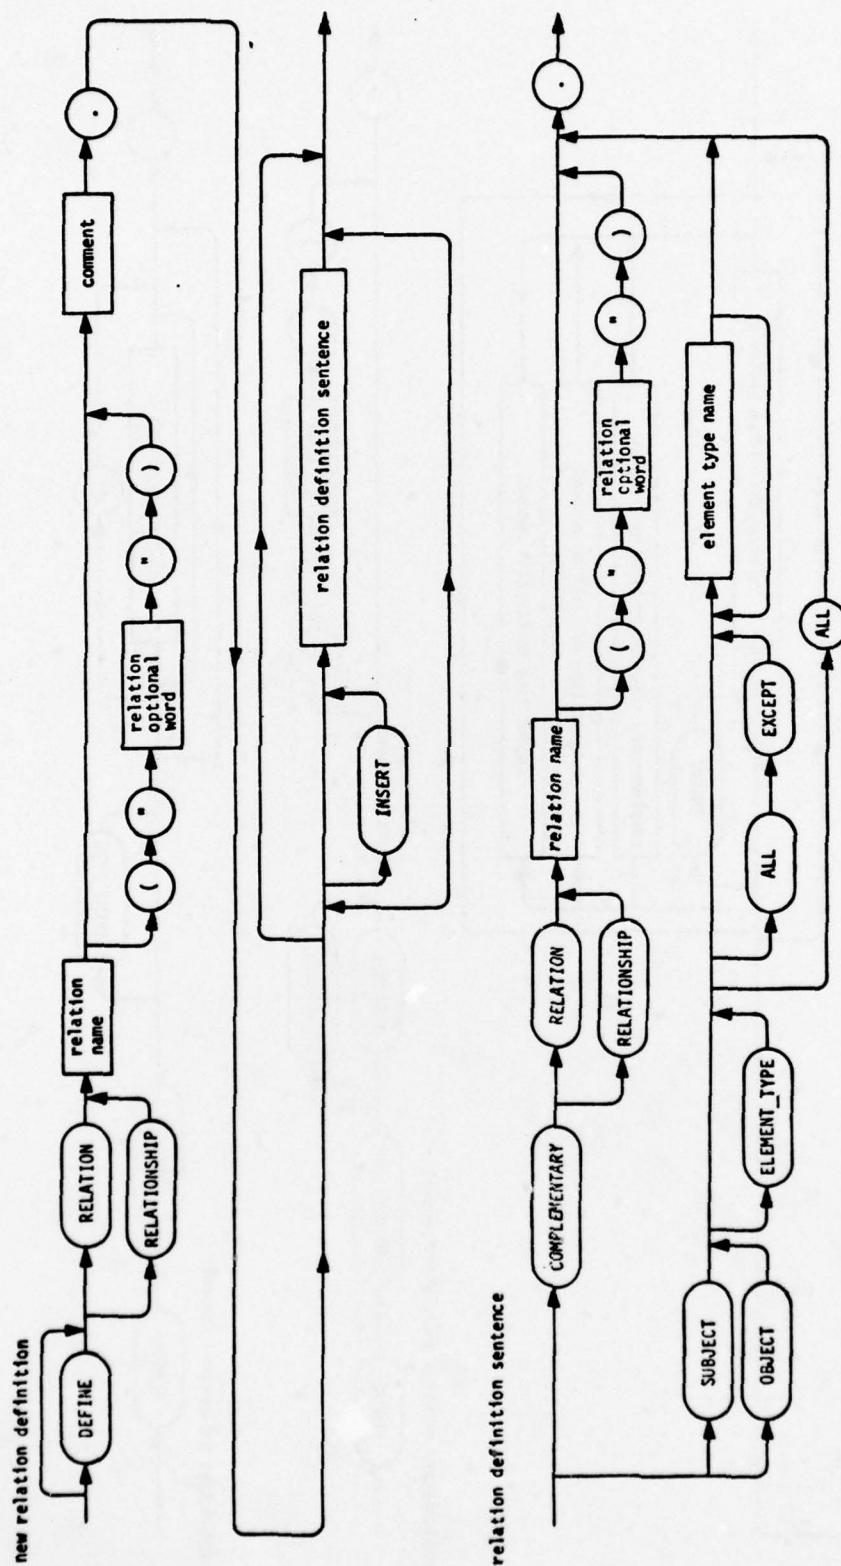 new relation definition
DEFINE
RELATION
RELATIONSHIP
relation
name
(
"
relation
optional
word
"
)
comment
.
INSERT
relation definition sentence
relation definition sentence
COMPLEMENTARY
RELATION
RELATIONSHIP
relation name
(
"
relation
optional
word
"
)
.
SUBJECT
OBJECT
ELEMENT_TYPE
ALL
EXCEPT
element type name
ALL